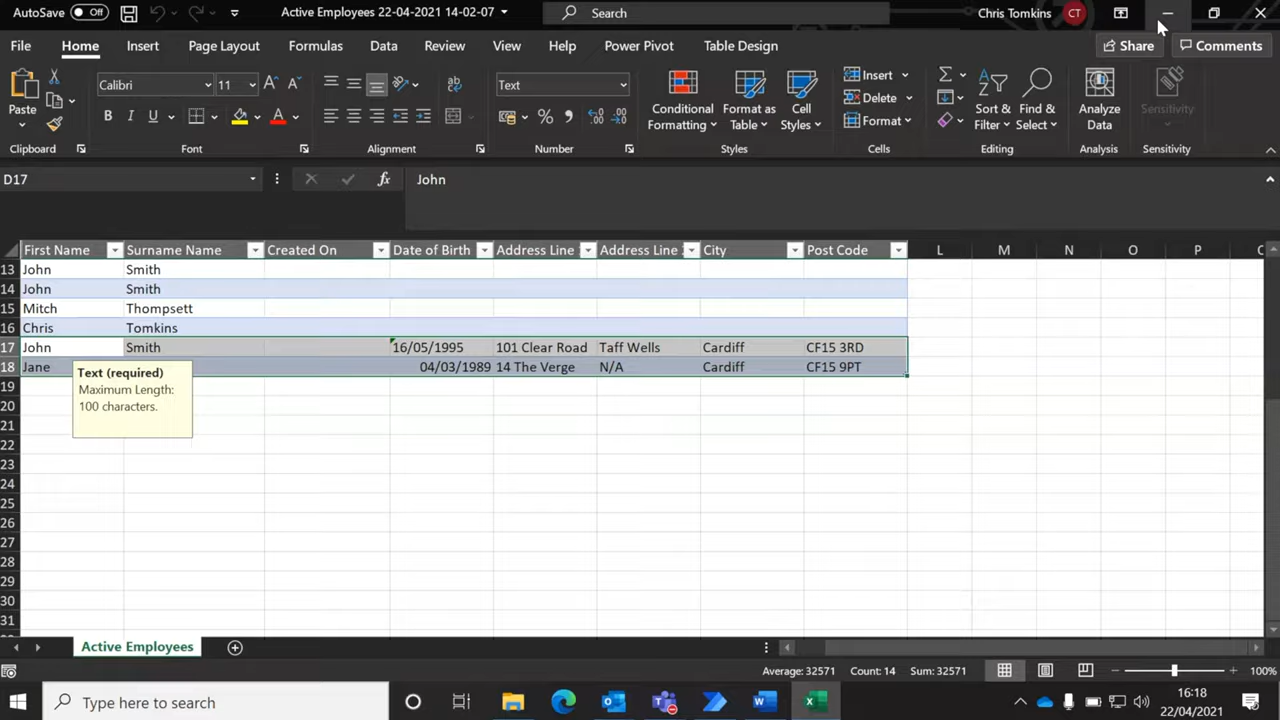 AutoSave Off Active Employees 22-04-2021 14-02-07 Search Chris Tomkins CT
File Home Insert Page Layout Formulas Data Review View Help Power Pivot Table Design Share Comments
Calibri 11 Text Insert
Paste Conditional Format as Cell Delete Sort & Find & Analyze Sensitivity
Formatting Table Styles Format Filter Select Data
Clipboard Font Alignment Number Styles Cells Editing Analysis Sensitivity
D17 fx John
First Name Surname Name Created On Date of Birth Address Line Address Line City Post Code L M N O P
13 John Smith
14 John Smith
15 Mitch Thompsett
16 Chris Tomkins
17 John Smith 16/05/1995 101 Clear Road Taff Wells Cardiff CF15 3RD
18 Jane 04/03/1989 14 The Verge N/A Cardiff CF15 9PT
19 Text (required)
20 Maximum Length:
21 100 characters.
22
23
24
25
26
27
28
29
30
31
Active Employees
Average: 32571 Count: 14 Sum: 32571 100%
Type here to search 16:18
22/04/2021